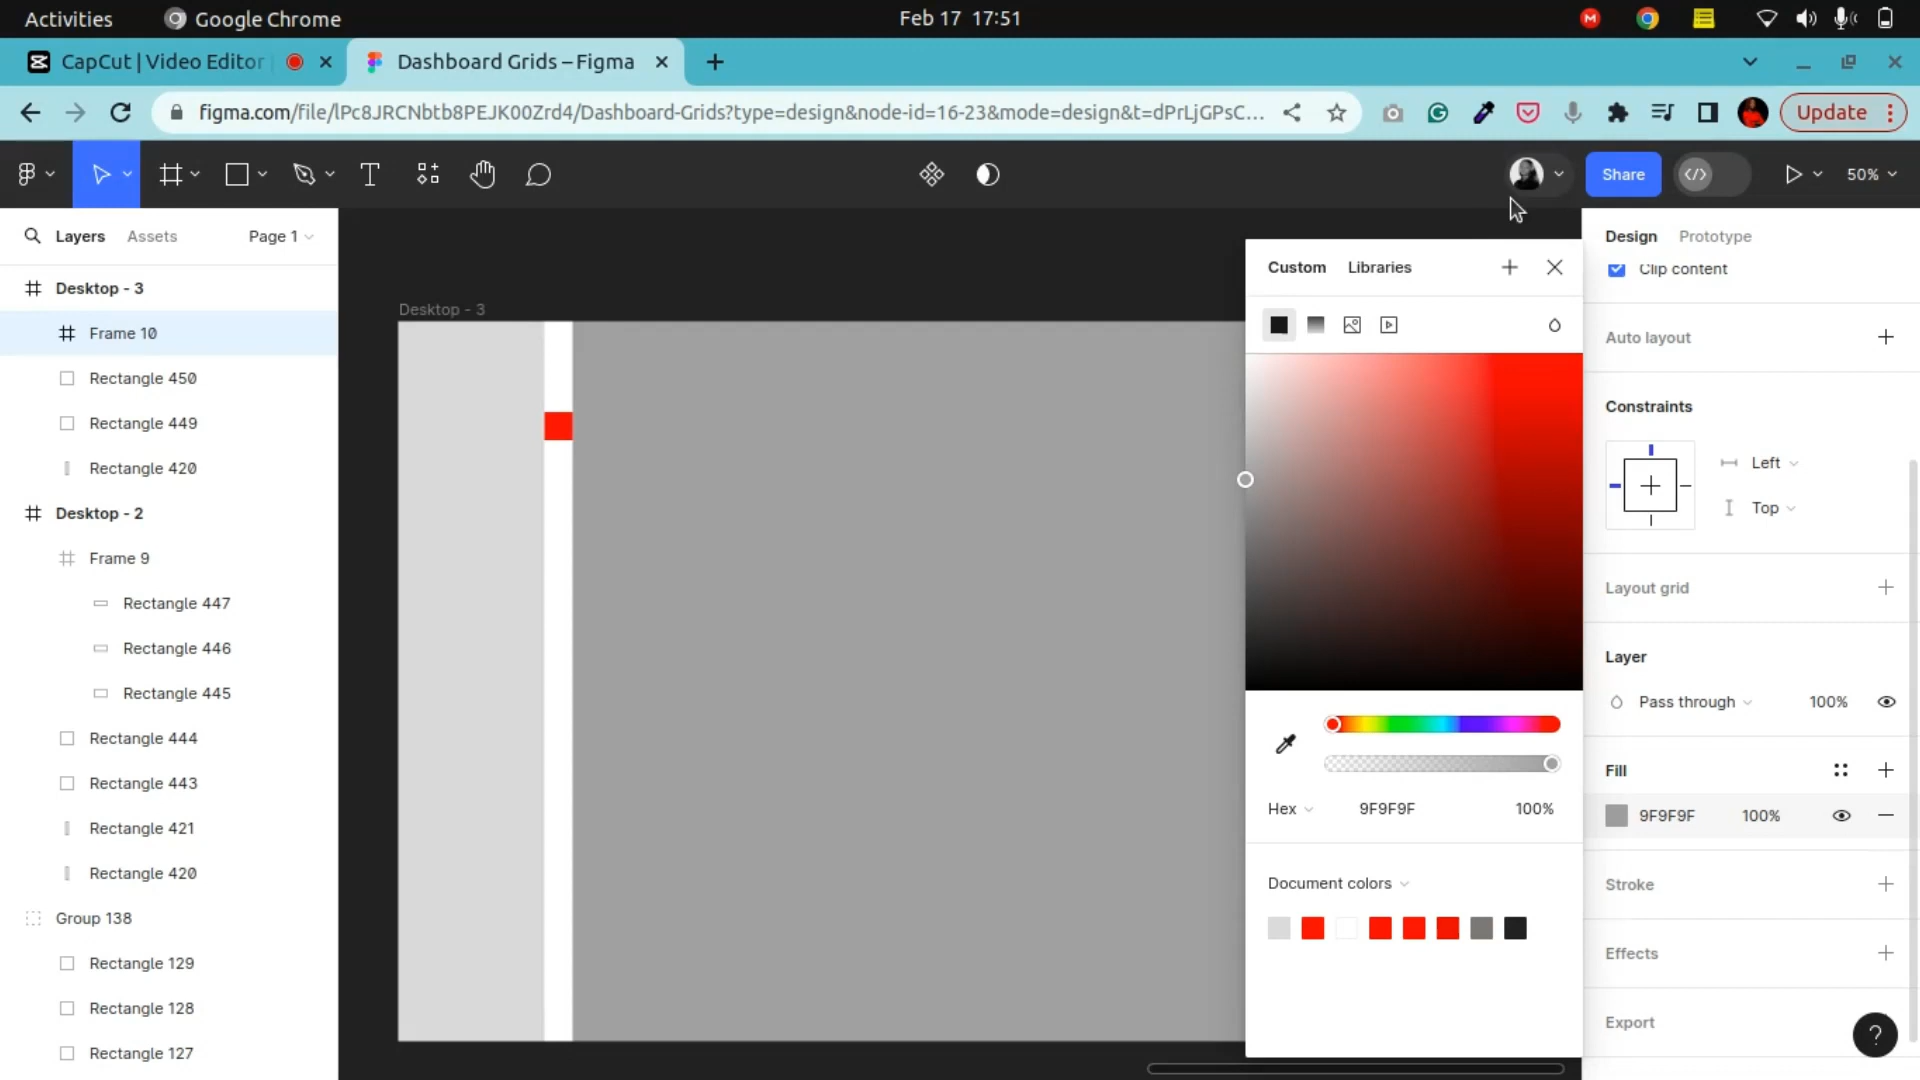 Activities
Google Chrome
Feb 17 17:51
CapCut | Video Editor
Dashboard Grids – Figma
figma.com/file/lPc8JRCNbtb8PEJK00Zrd4/Dashboard-Grids?type=design&node-id=16-23&mode=design&t=dPrLjGPsC...
Update
Share
50%
Layers
Assets
Page 1
Desktop - 3
Frame 10
Rectangle 450
Rectangle 449
Rectangle 420
Desktop - 2
Frame 9
Rectangle 447
Rectangle 446
Rectangle 445
Rectangle 444
Rectangle 443
Rectangle 421
Rectangle 420
Group 138
Rectangle 129
Rectangle 128
Rectangle 127
Desktop - 3
Custom
Libraries
Hex
9F9F9F
100%
Document colors
Design
Prototype
Clip content
Auto layout
Constraints
Left
Top
Layout grid
Layer
Pass through
100%
Fill
9F9F9F
100%
Stroke
Effects
Export
?